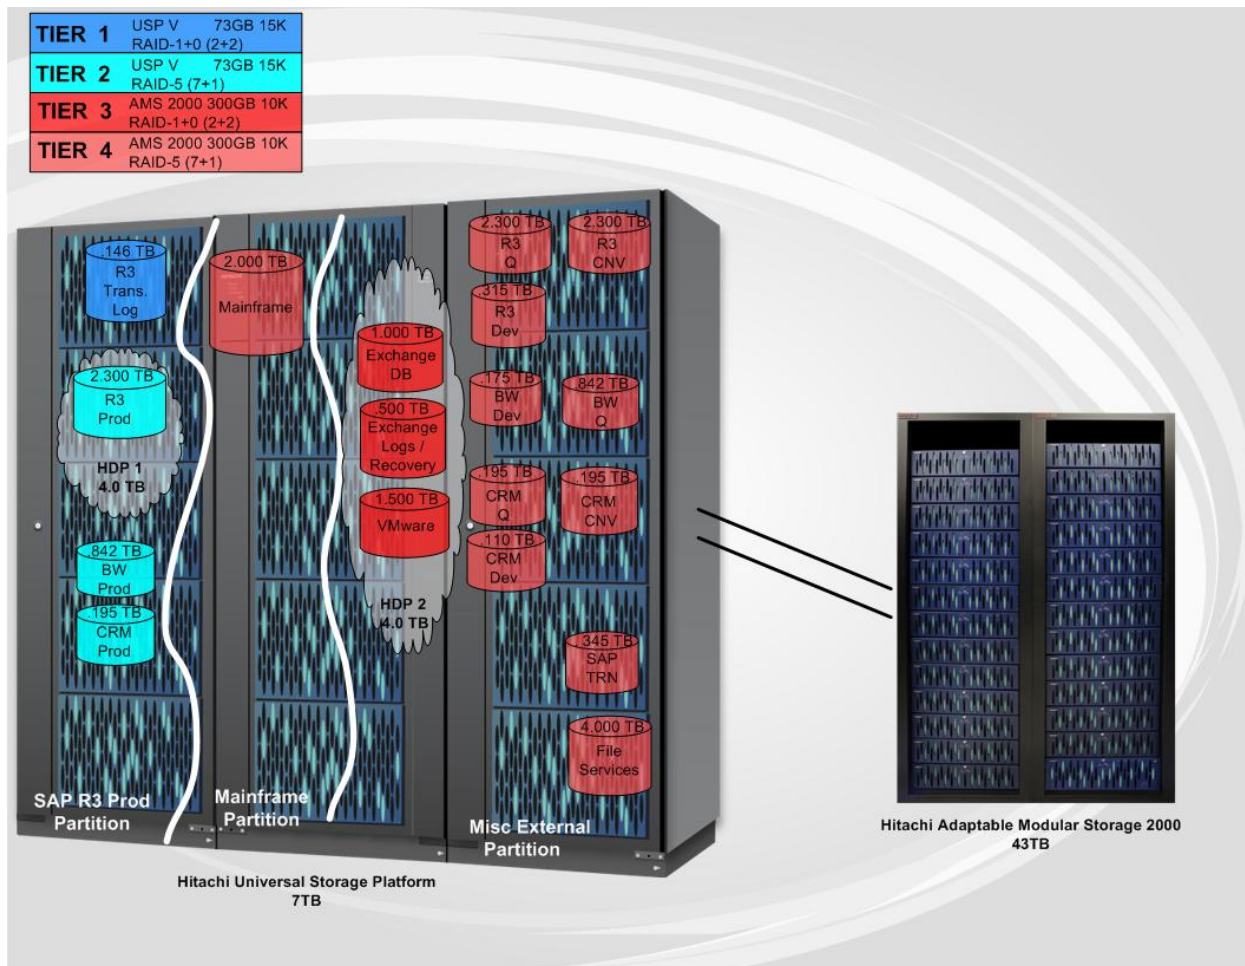 TIER 1
USP V 73GB 15K
RAID-1+0 (2+2)
TIER 2
USP V 73GB 15K
RAID-5 (7+1)
TIER 3
AMS 2000 300GB 10K
RAID-1+0 (2+2)
TIER 4
AMS 2000 300GB 10K
RAID-5 (7+1)
.146 TB
R3
Trans.
Log
2.300 TB
R3
Prod
HDP 1
4.0 TB
.842 TB
BW
Prod
.195 TB
CRM
Prod
SAP R3 Prod
Partition
2.000 TB
Mainframe
Mainframe
Partition
1.000 TB
Exchange
DB
.500 TB
Exchange
Logs /
Recovery
1.500 TB
VMware
HDP 2
4.0 TB
2.300 TB
R3
Q
2.300 TB
R3
CNV
.315 TB
R3
Dev
.175 TB
BW
Dev
.842 TB
BW
Q
.195 TB
CRM
Q
.195 TB
CRM
CNV
.110 TB
CRM
Dev
.345 TB
SAP
TRN
4.000 TB
File
Services
Misc External
Partition
Hitachi Universal Storage Platform
7TB
Hitachi Adaptable Modular Storage 2000
43TB